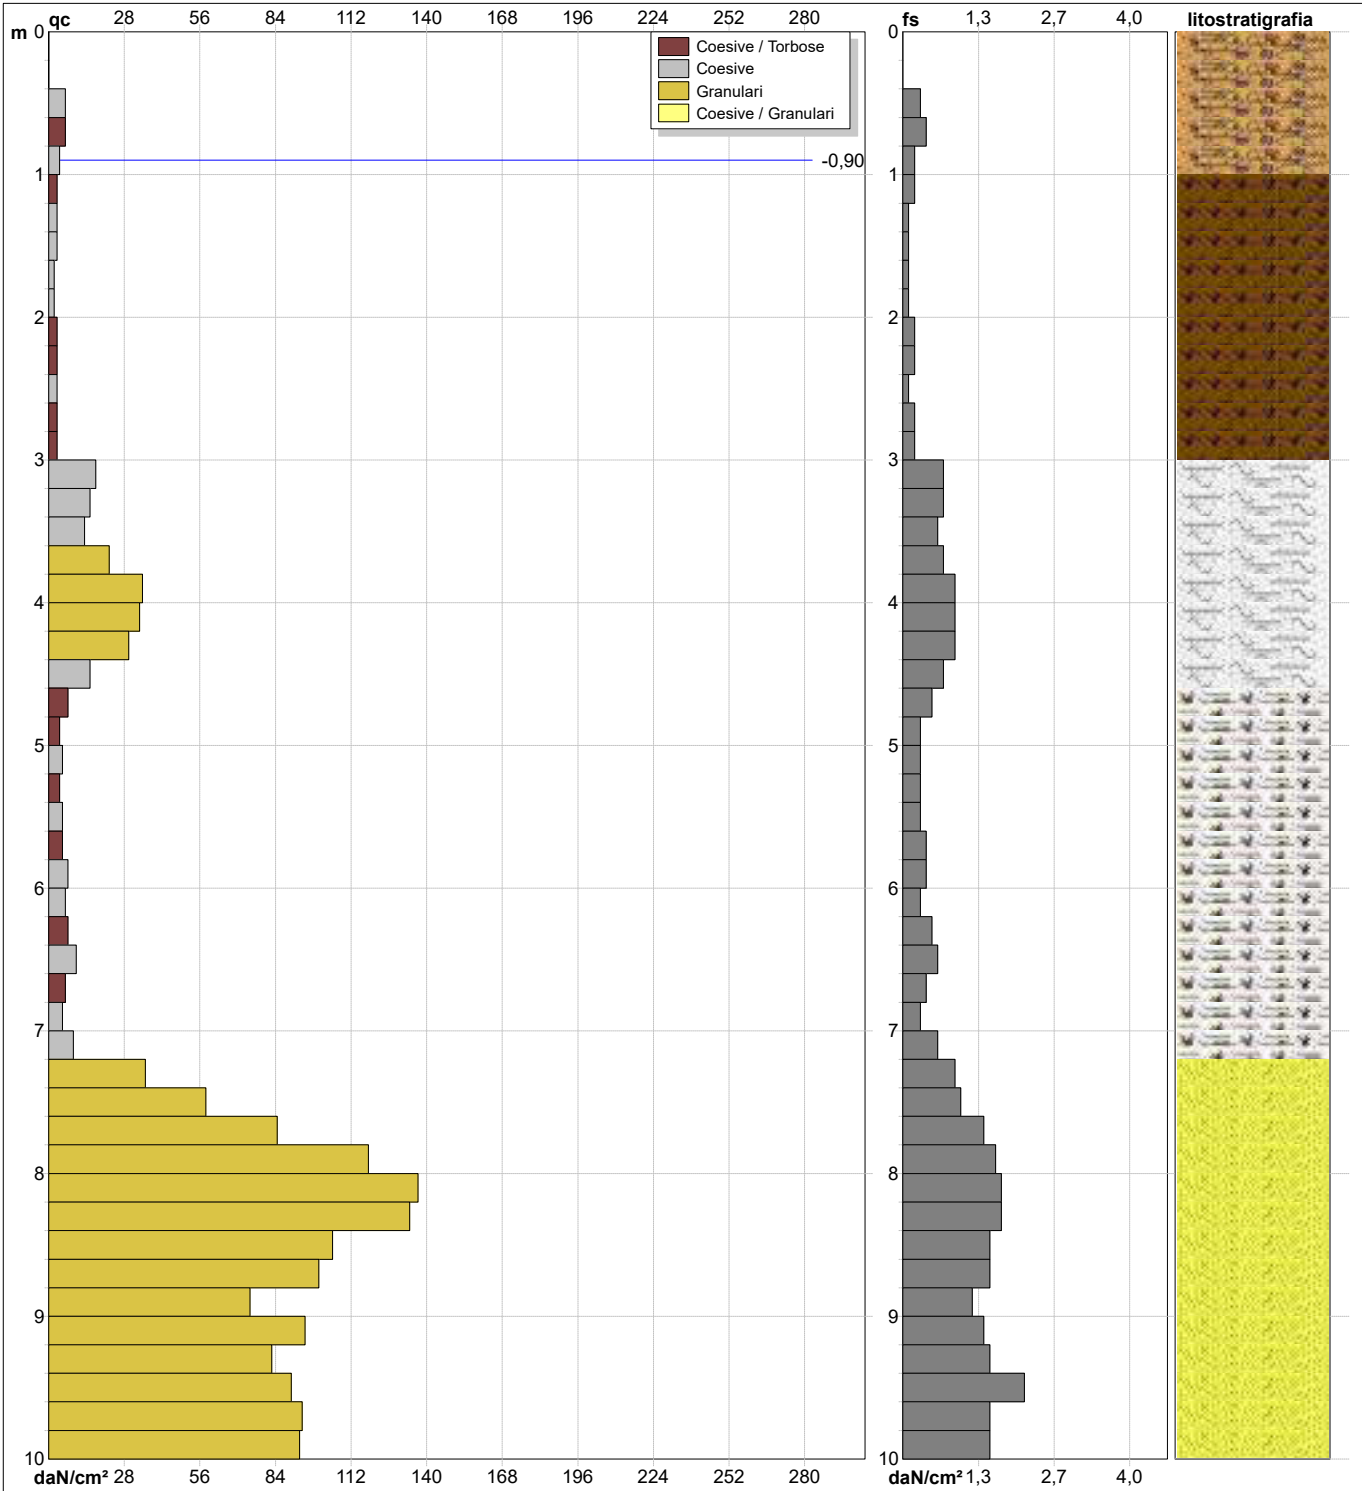 qc 28 56 84 112 140 168 196 224 252 280 fs 1,3 2,7 4,0 litostratigrafia
m 0 0
Coesive / Torbose
Coesive
Granulari
Coesive / Granulari
-0,90
1 1
2 2
3 3
4 4
5 5
6 6
7 7
8 8
9 9
10 10
daN/cm² 28 56 84 112 140 168 196 224 252 280 daN/cm² 1,3 2,7 4,0